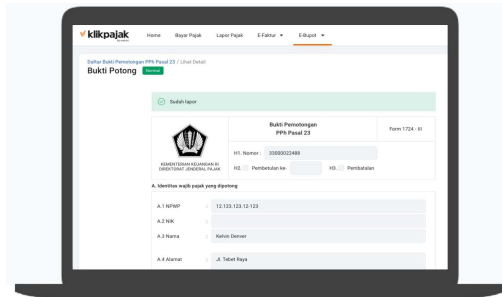 klikpajak
Home Bayar Pajak Lapor Pajak E-Faktur E-Bupot
Daftar Bukti Pemotongan PPh Pasal 23 / Lihat Detail
Bukti Potong Normal
Sudah lapor
Bukti Pemotongan
PPh Pasal 23
Form 1724 - III
KEMENTERIAN KEUANGAN RI
DIREKTORAT JENDERAL PAJAK
H1. Nomor : 33000022488
H2. Pembetulan ke- H3. Pembatalan
A. Identitas wajib pajak yang dipotong
A.1 NPWP : 12.123.123.12-123
A.2 NIK :
A.3 Nama : Kelvin Denver
A.4 Alamat : Jl. Tebet Raya